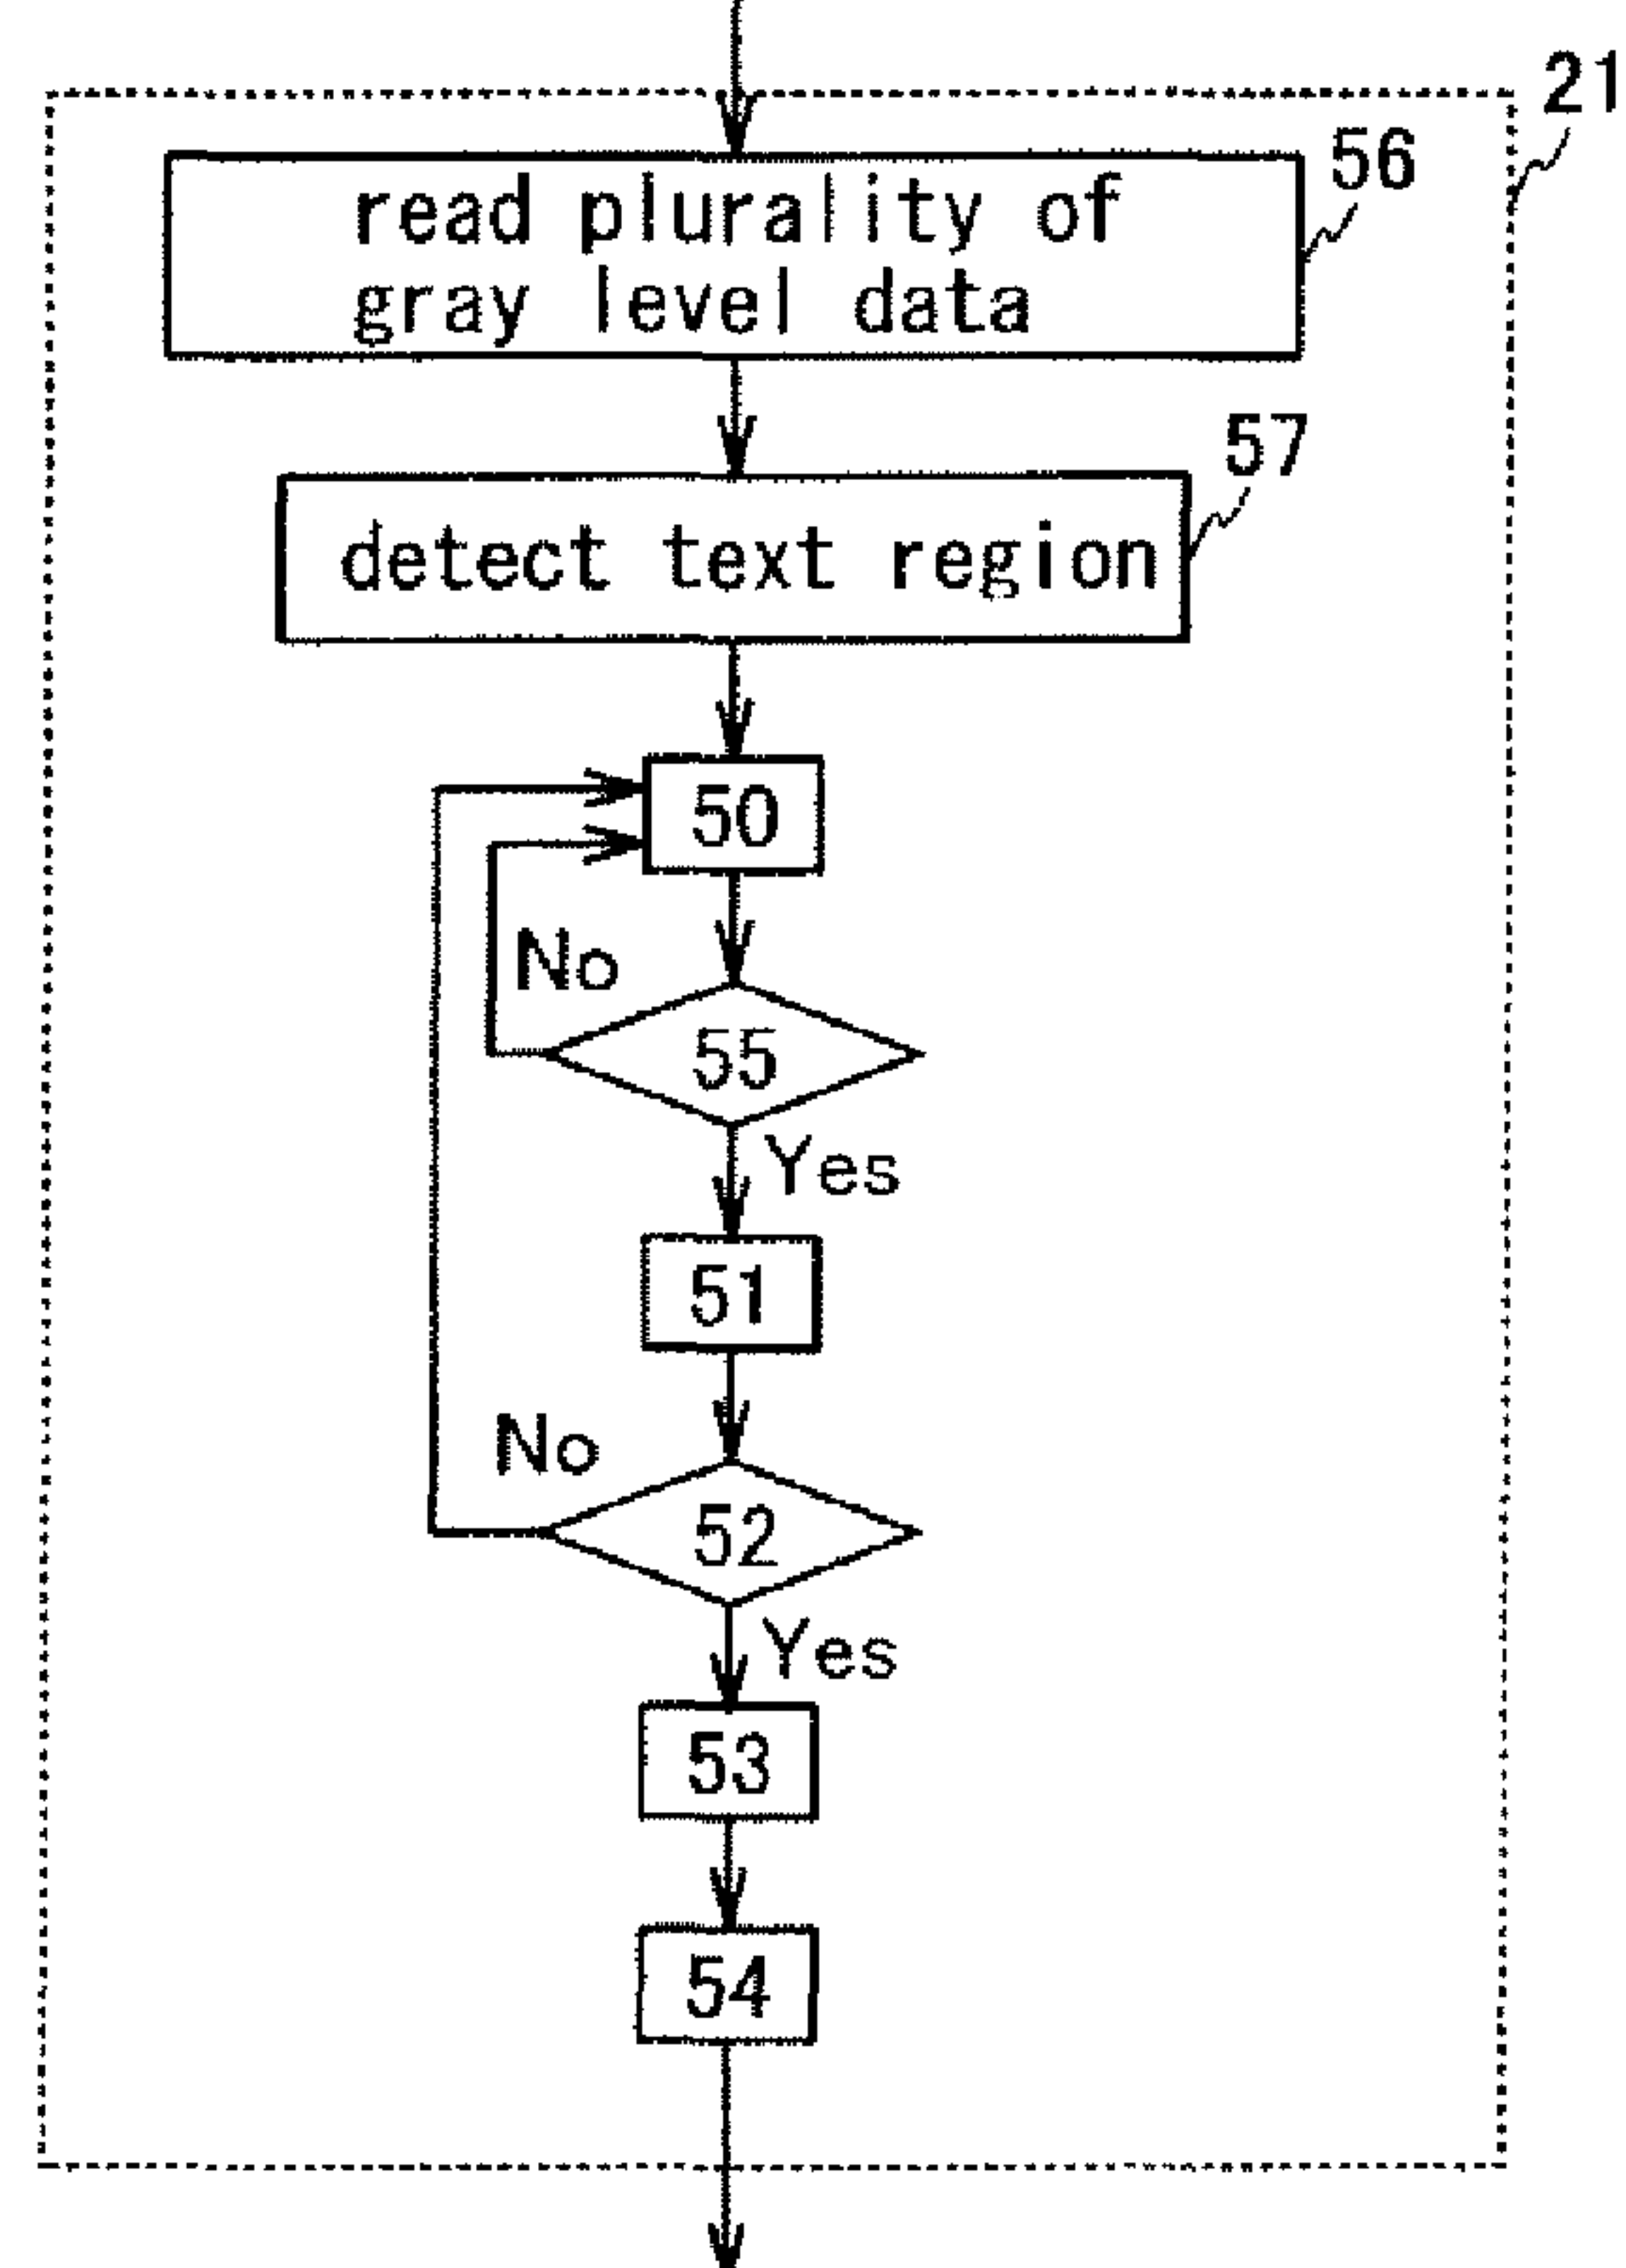 21
56
read plurality of
gray level data
57
detect text region
50
No
55
Yes
51
No
52
Yes
53
54